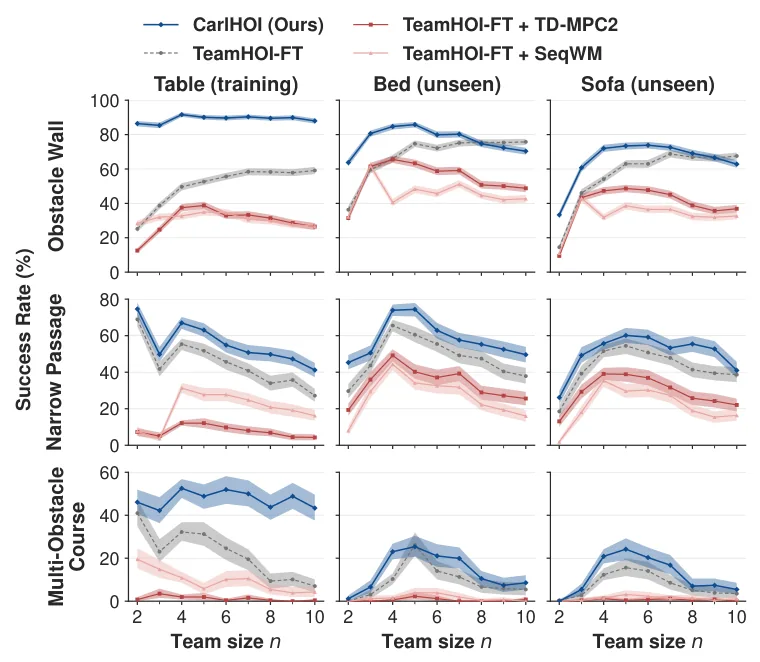 CarlHOI (Ours)
TeamHOI-FT
TeamHOI-FT + TD-MPC2
TeamHOI-FT + SeqWM
Table (training)
Bed (unseen)
Sofa (unseen)
Success Rate (%)
Obstacle Wall
100
80
60
40
20
0
Narrow Passage
80
60
40
20
0
Multi-Obstacle
Course
60
40
20
0
2 4 6 8 10
2 4 6 8 10
2 4 6 8 10
Team size n
Team size n
Team size n